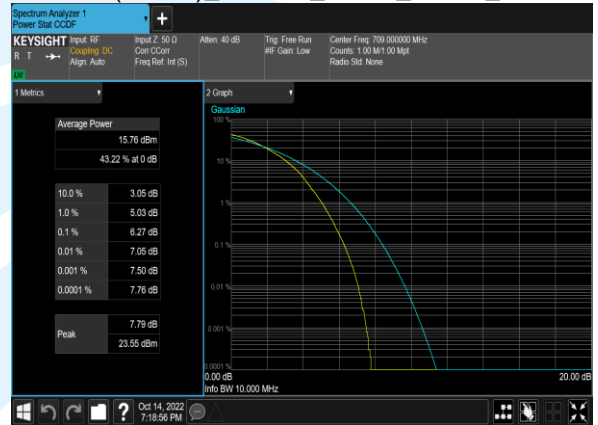 Spectrum Analyzer 1
Power Stat CCDF
+
KEYSIGHT
R T
LXI
Input: RF
Coupling: DC
Align: Auto
Input Z: 50 Ω
Corr CCorr
Freq Ref: Int (S)
Atten: 40 dB
Trig: Free Run
#IF Gain: Low
Center Freq: 709.000000 MHz
Counts: 1.00 M/1.00 Mpt
Radio Std: None
1 Metrics
Average Power
15.76 dBm
43.22 % at 0 dB
10.0 % 3.05 dB
1.0 % 5.03 dB
0.1 % 6.27 dB
0.01 % 7.05 dB
0.001 % 7.50 dB
0.0001 % 7.76 dB
Peak
7.79 dB
23.55 dBm
2 Graph
Gaussian
100 %
10 %
1 %
0.1 %
0.01 %
0.001 %
0.0001 %
0.00 dB 20.00 dB
Info BW 10.000 MHz
?
Oct 14, 2022
7:18:56 PM